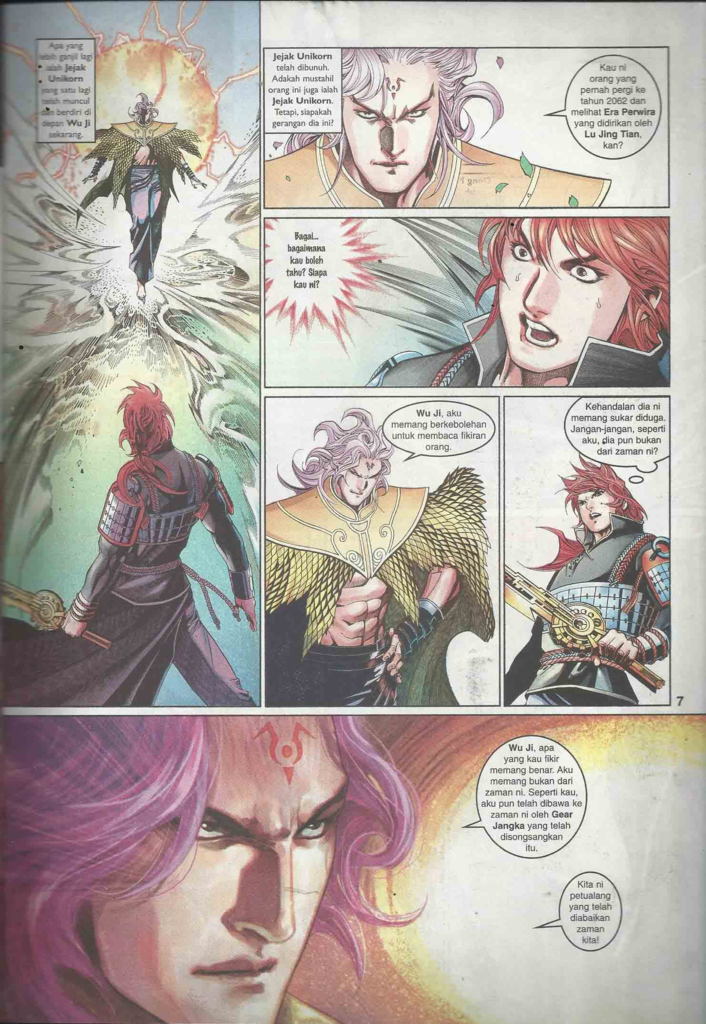 Apa yang
lebih ganjil lagi
ialah Jejak
Unikorn
yang satu lagi
telah muncul
dan berdiri di
depan Wu Ji
sekarang.
Jejak Unikorn
telah dibunuh.
Adakah mustahil
orang ini juga ialah
Jejak Unikorn.
Tetapi, siapakah
gerangan dia ini?
Kau ni
orang yang
pernah pergi ke
tahun 2062 dan
melihat Era Perwira
yang didirikan oleh
Lu Jing Tian,
kan?
Bagai...
bagaimana
kau boleh
tahu? Siapa
kau ni?
Wu Ji, aku
memang berkebolehan
untuk membaca fikiran
orang.
Kehandalan dia ni
memang sukar diduga.
Jangan-jangan, seperti
aku, dia pun bukan
dari zaman ni?
7
Wu Ji, apa
yang kau fikir
memang benar. Aku
memang bukan dari
zaman ni. Seperti kau,
aku pun telah dibawa ke
zaman ni oleh Gear
Jangka yang telah
disongsangkan
itu.
Kita ni
petualang
yang telah
diabaikan
zaman
kita!